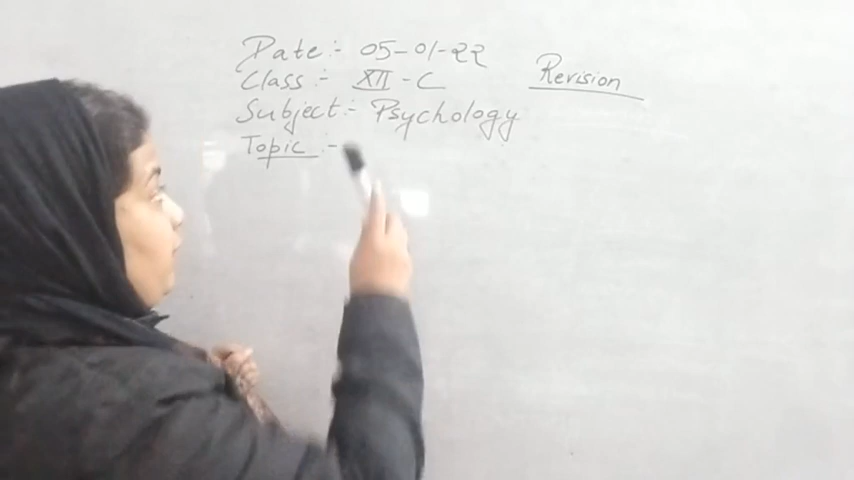 Date :- 05-01-22
Class :- XII - C
Revision
Subject :- Psychology
Topic :-